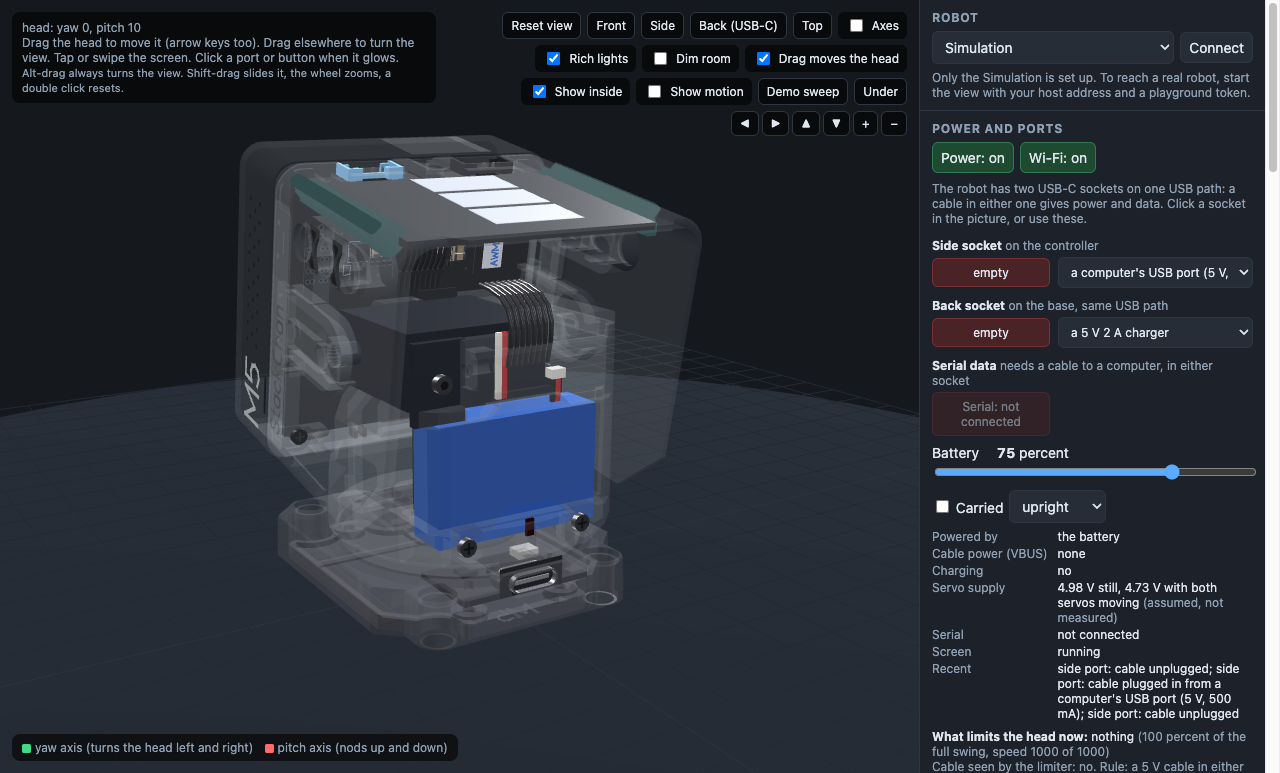 head: yaw 0, pitch 10
Drag the head to move it (arrow keys too). Drag elsewhere to turn the
view. Tap or swipe the screen. Click a port or button when it glows.
Alt-drag always turns the view. Shift-drag slides it, the wheel zooms, a
double click resets.
Reset view Front Side Back (USB-C) Top Axes
Rich lights Dim room Drag moves the head
Show inside Show motion Demo sweep Under
◀ ▶ ▲ ▼ + −
AWM
M5
yaw axis (turns the head left and right) pitch axis (nods up and down)
ROBOT
Simulation Connect
Only the Simulation is set up. To reach a real robot, start
the view with your host address and a playground token.
POWER AND PORTS
Power: on Wi-Fi: on
The robot has two USB-C sockets on one USB path: a
cable in either one gives power and data. Click a socket
in the picture, or use these.
Side socket on the controller
empty a computer's USB port (5 V,
Back socket on the base, same USB path
empty a 5 V 2 A charger
Serial data needs a cable to a computer, in either
socket
Serial: not
connected
Battery 75 percent
Carried upright
Powered by the battery
Cable power (VBUS) none
Charging no
Servo supply 4.98 V still, 4.73 V with both
servos moving (assumed, not
measured)
Serial not connected
Screen running
Recent side port: cable unplugged; side
port: cable plugged in from a
computer's USB port (5 V, 500
mA); side port: cable unplugged
What limits the head now: nothing (100 percent of the
full swing, speed 1000 of 1000)
Cable seen by the limiter: no. Rule: a 5 V cable in either